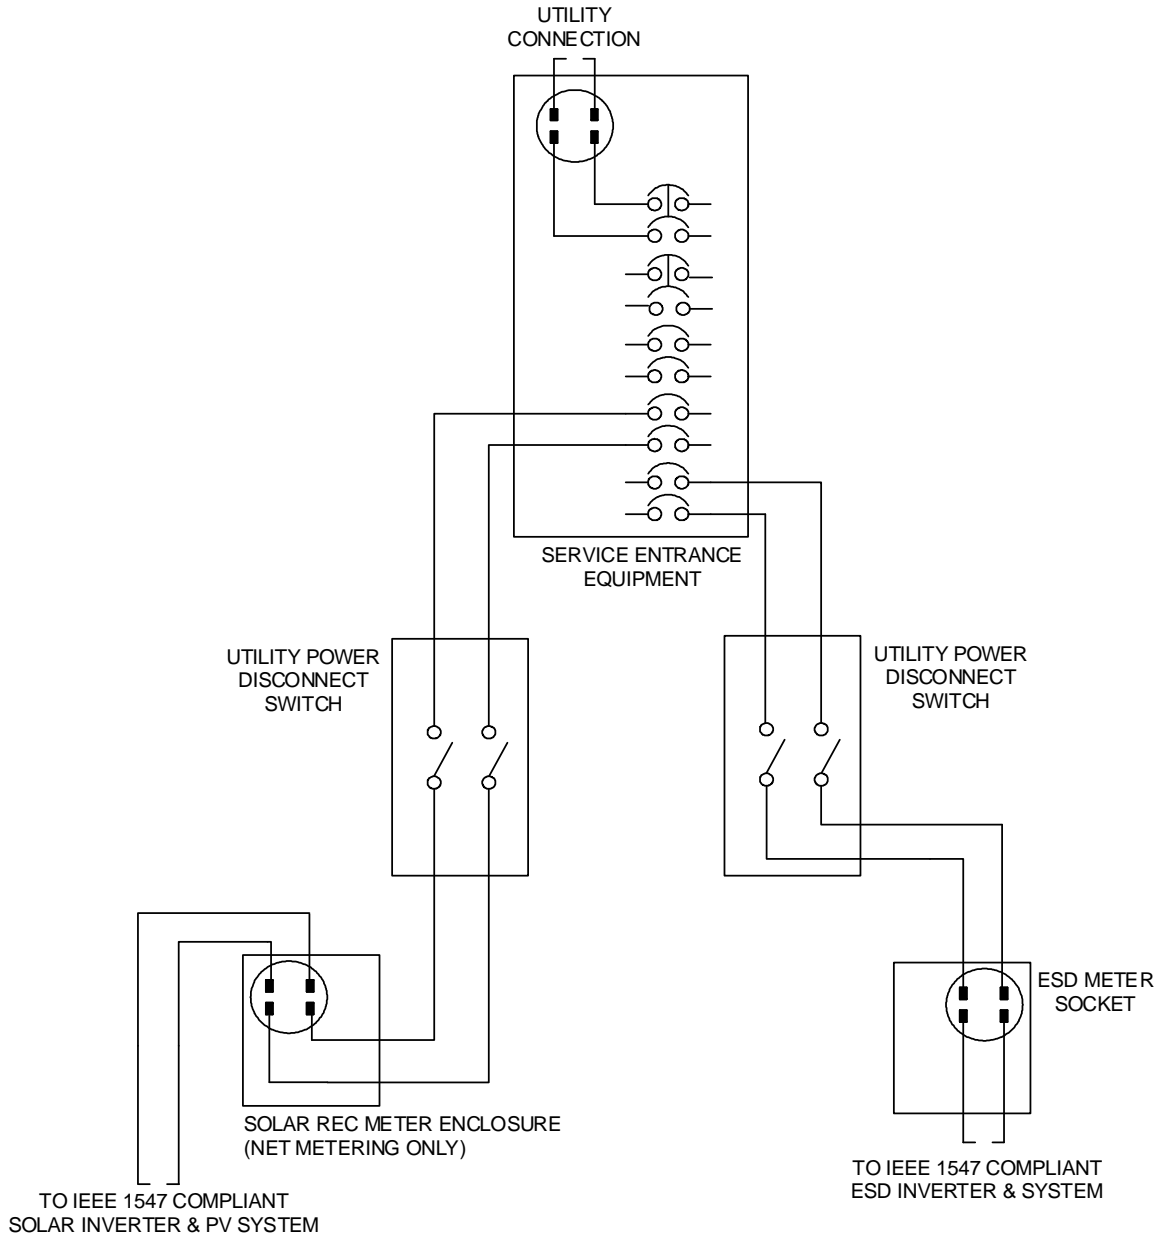 UTILITY
CONNECTION
SERVICE ENTRANCE
EQUIPMENT
UTILITY POWER
DISCONNECT
SWITCH
UTILITY POWER
DISCONNECT
SWITCH
ESD METER
SOCKET
SOLAR REC METER ENCLOSURE
(NET METERING ONLY)
TO IEEE 1547 COMPLIANT
ESD INVERTER & SYSTEM
TO IEEE 1547 COMPLIANT
SOLAR INVERTER & PV SYSTEM